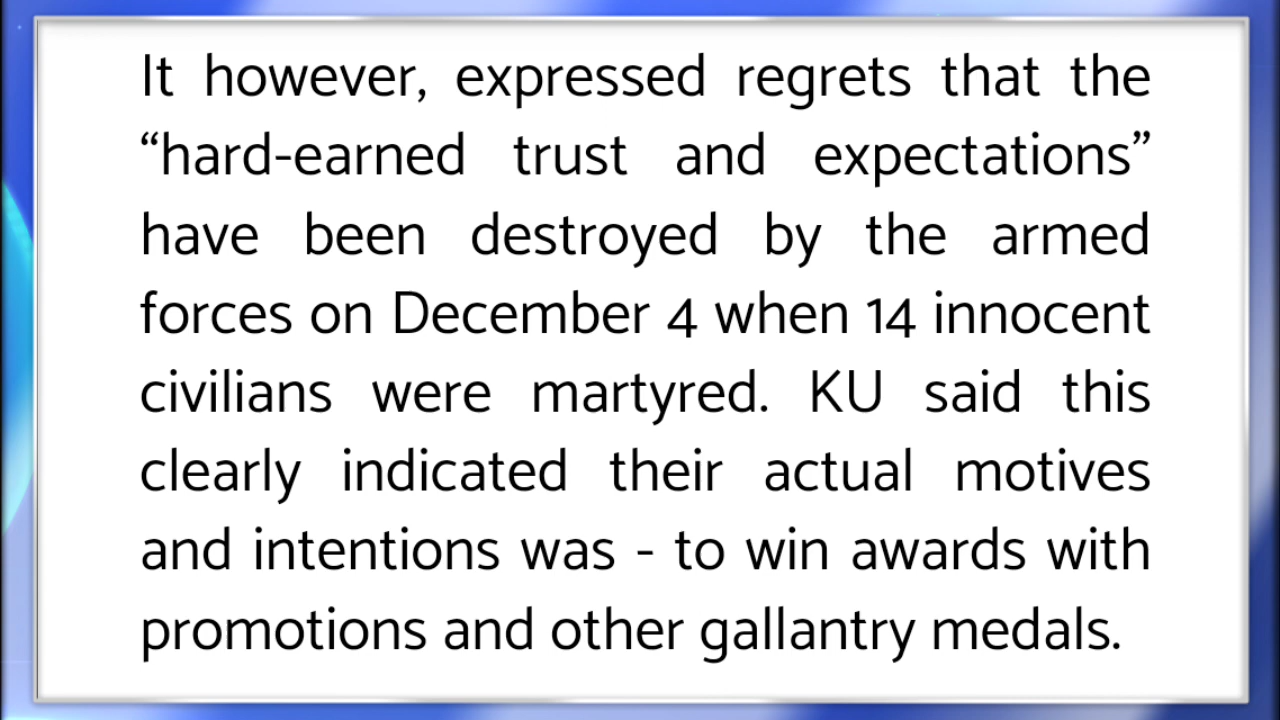 It however, expressed regrets that the
“hard-earned trust and expectations”
have been destroyed by the armed
forces on December 4 when 14 innocent
civilians were martyred. KU said this
clearly indicated their actual motives
and intentions was - to win awards with
promotions and other gallantry medals.